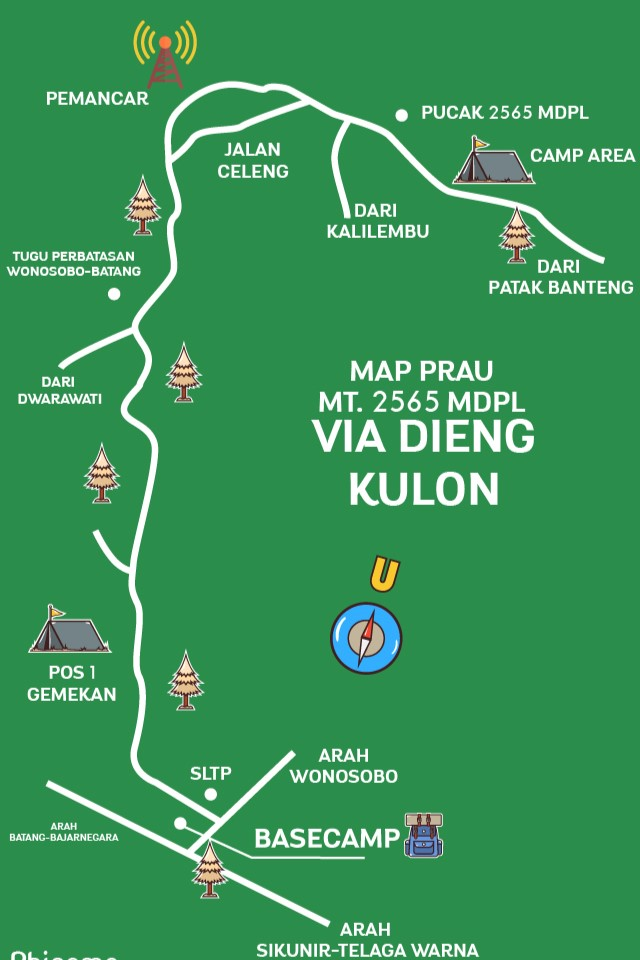 PEMANCAR
PUCAK 2565 MDPL
JALAN
CELENG
CAMP AREA
DARI
KALILEMBU
TUGU PERBATASAN
WONOSOBO-BATANG
DARI
PATAK BANTENG
DARI
DWARAWATI
MAP PRAU
MT. 2565 MDPL
VIA DIENG
KULON
U
POS 1
GEMEKAN
SLTP
ARAH
WONOSOBO
ARAH
BATANG-BAJARNEGARA
BASECAMP
ARAH
SIKUNIR-TELAGA WARNA